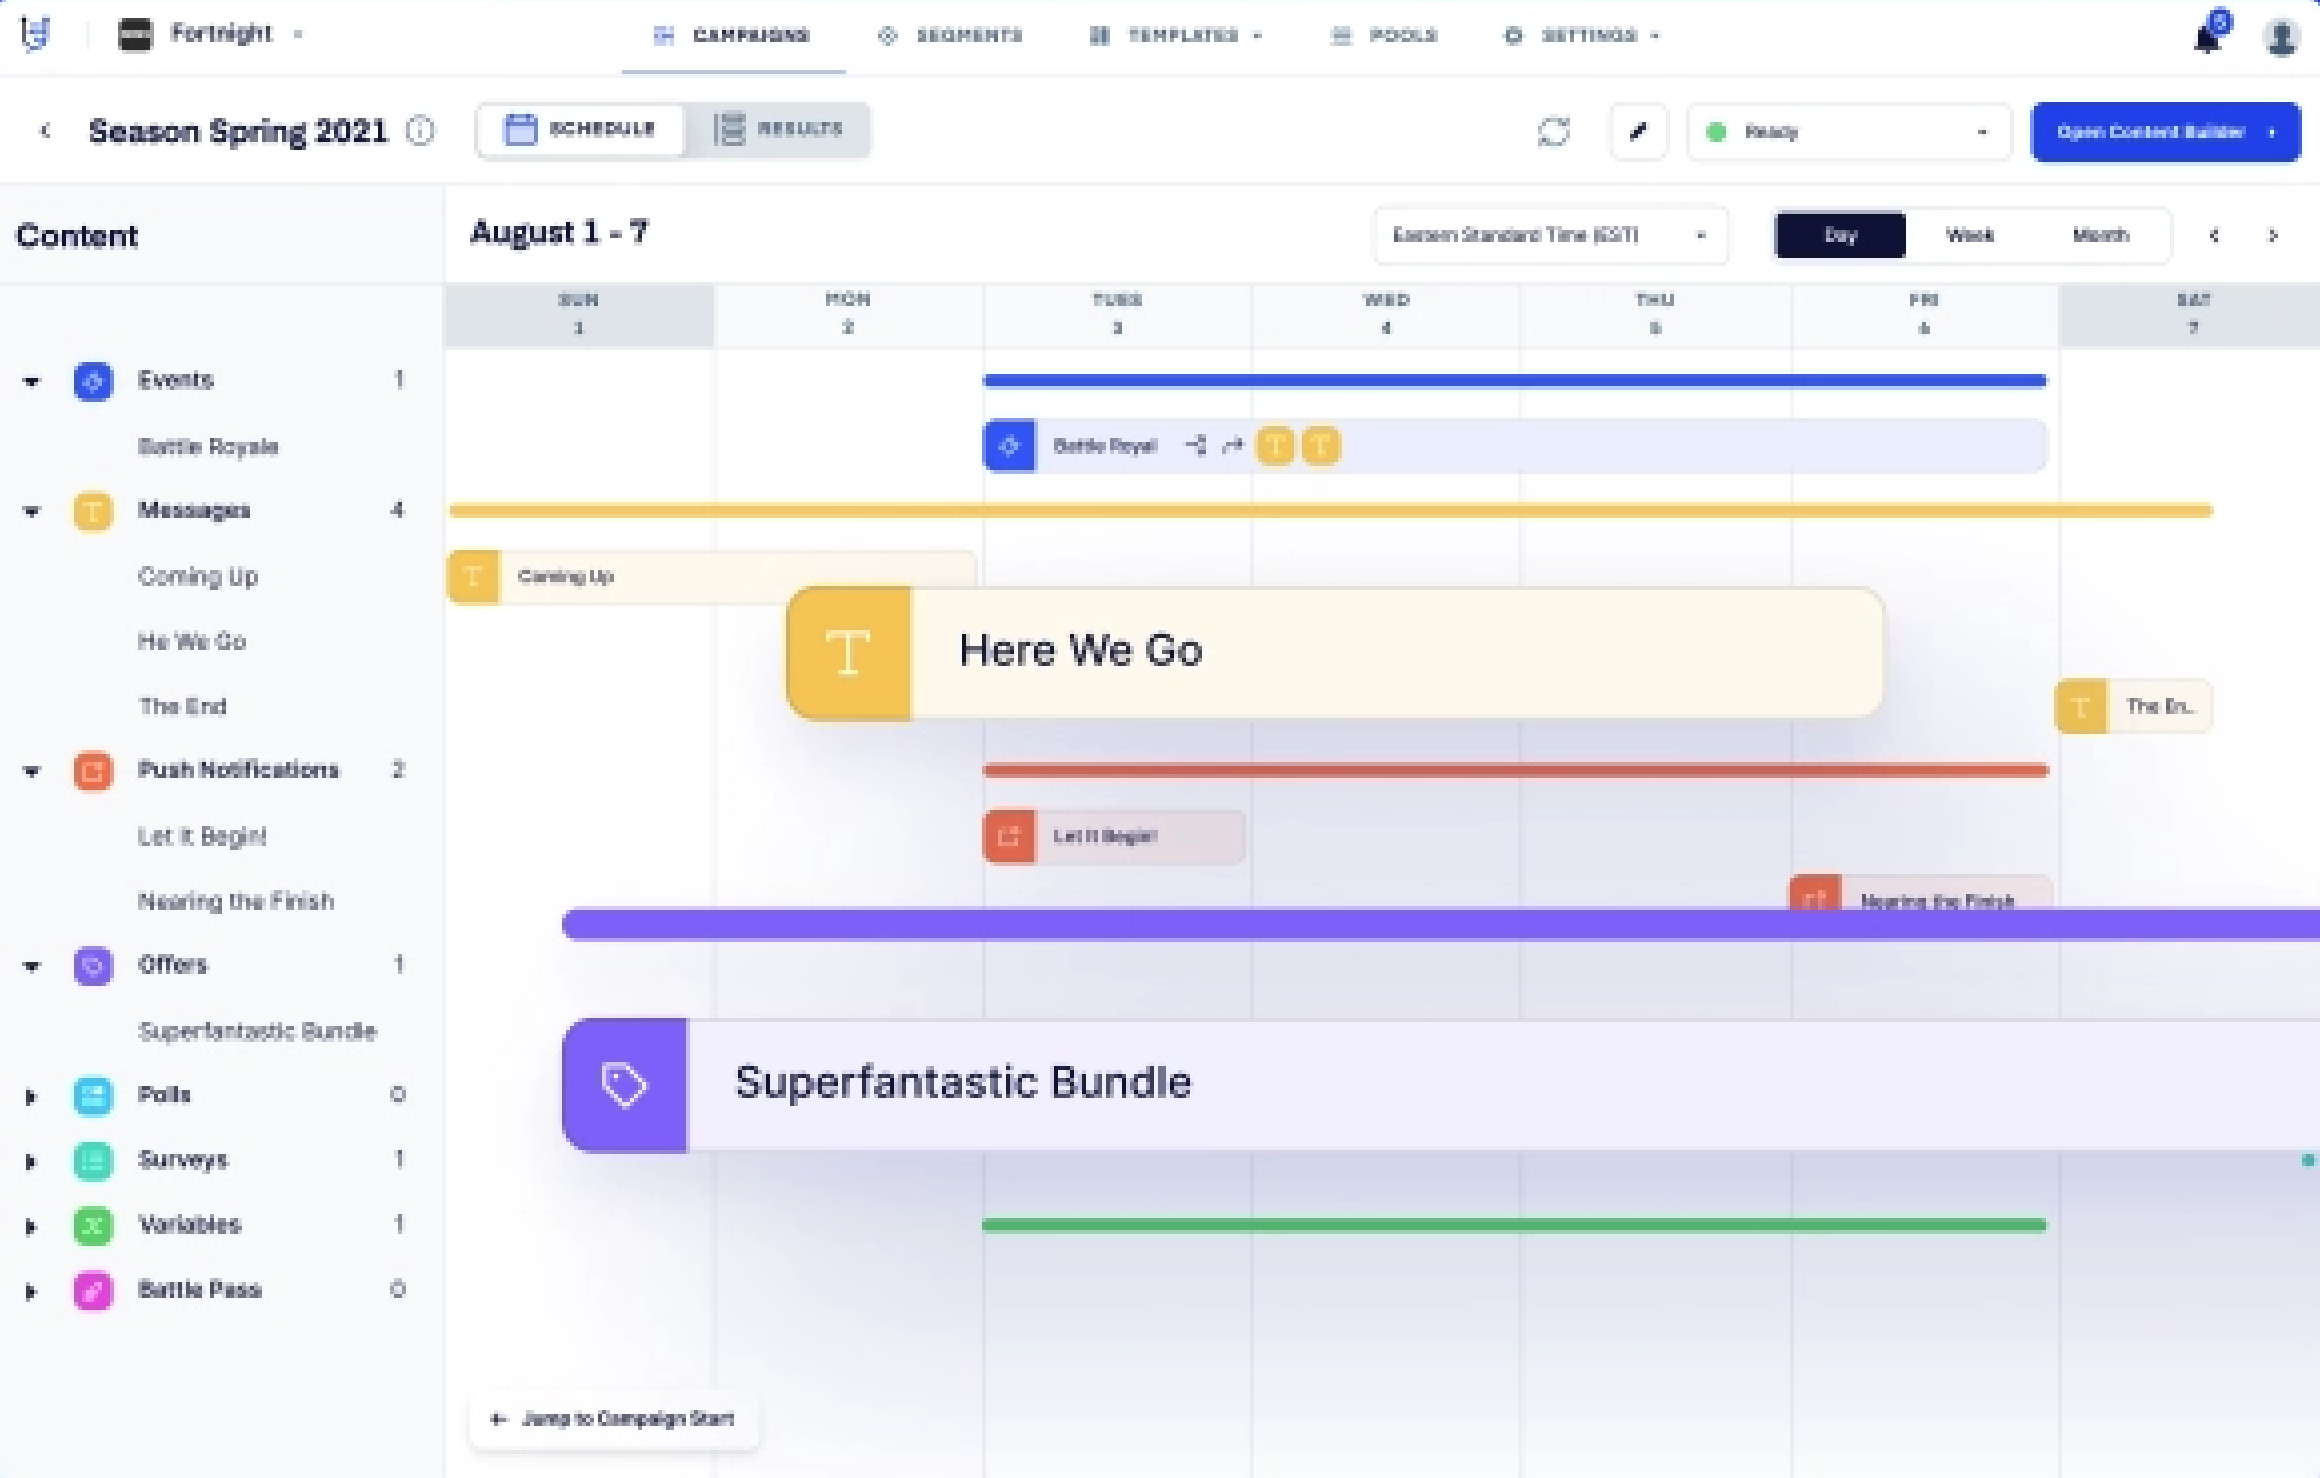 Fortnight
CAMPAIGNS
SEGMENTS
TEMPLATES
POOLS
SETTINGS
Season Spring 2021
SCHEDULE
RESULTS
Ready
Open Content Builder
Content
August 1 - 7
Eastern Standard Time (EST)
Day
Week
Month
SUN
MON
TUES
WED
THU
FRI
SAT
1
2
3
4
5
6
7
Events 1
Battle Royale
Battle Royal
Messages 4
Coming Up
Coming Up
He We Go
Here We Go
The End
The En...
Push Notifications 2
Let It Begin!
Let It Begin!
Nearing the Finish
Nearing the Finish
Offers 1
Superfantastic Bundle
Superfantastic Bundle
Polls 0
Surveys 1
Variables 1
Battle Pass 0
Jump to Campaign Start